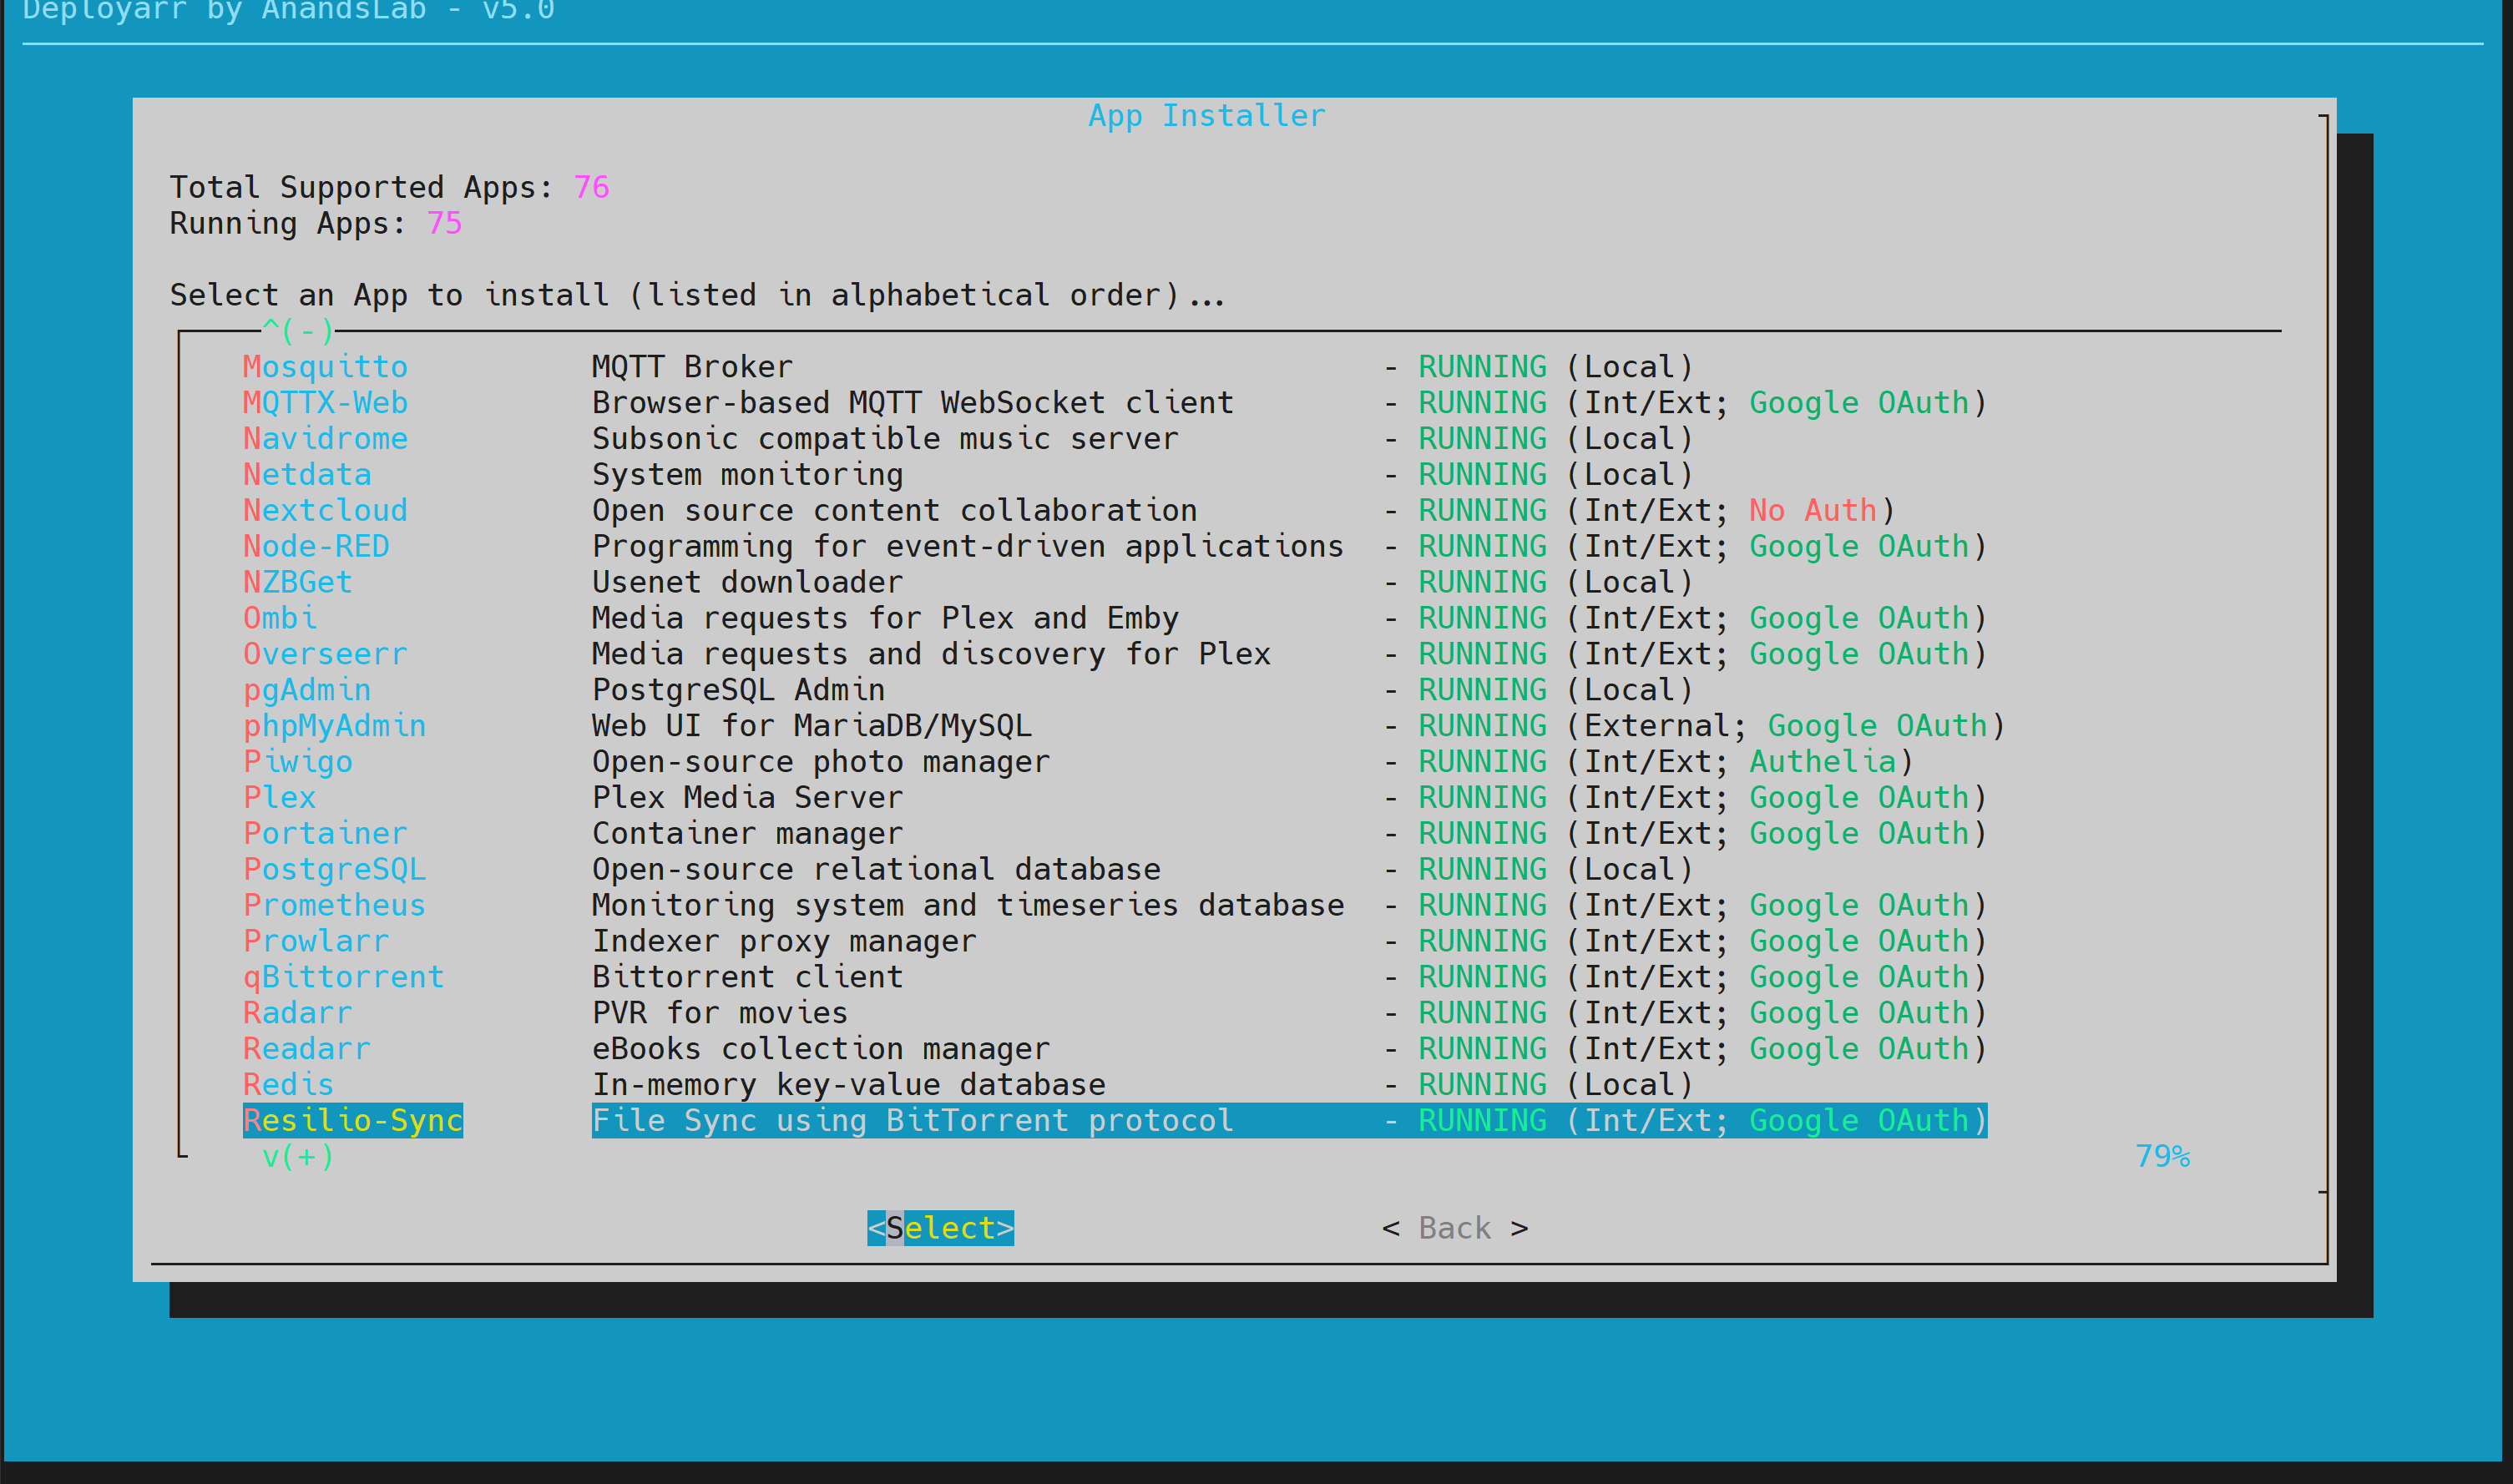 Deployarr by AnandsLab - v5.0
App Installer
Total Supported Apps: 76
Running Apps: 75
Select an App to install (listed in alphabetical order)...
^(-)
Mosquitto MQTT Broker - RUNNING (Local)
MQTTX-Web Browser-based MQTT WebSocket client - RUNNING (Int/Ext; Google OAuth)
Navidrome Subsonic compatible music server - RUNNING (Local)
Netdata System monitoring - RUNNING (Local)
Nextcloud Open source content collaboration - RUNNING (Int/Ext; No Auth)
Node-RED Programming for event-driven applications - RUNNING (Int/Ext; Google OAuth)
NZBGet Usenet downloader - RUNNING (Local)
Ombi Media requests for Plex and Emby - RUNNING (Int/Ext; Google OAuth)
Overseerr Media requests and discovery for Plex - RUNNING (Int/Ext; Google OAuth)
pgAdmin PostgreSQL Admin - RUNNING (Local)
phpMyAdmin Web UI for MariaDB/MySQL - RUNNING (External; Google OAuth)
Piwigo Open-source photo manager - RUNNING (Int/Ext; Authelia)
Plex Plex Media Server - RUNNING (Int/Ext; Google OAuth)
Portainer Container manager - RUNNING (Int/Ext; Google OAuth)
PostgreSQL Open-source relational database - RUNNING (Local)
Prometheus Monitoring system and timeseries database - RUNNING (Int/Ext; Google OAuth)
Prowlarr Indexer proxy manager - RUNNING (Int/Ext; Google OAuth)
qBittorrent Bittorrent client - RUNNING (Int/Ext; Google OAuth)
Radarr PVR for movies - RUNNING (Int/Ext; Google OAuth)
Readarr eBooks collection manager - RUNNING (Int/Ext; Google OAuth)
Redis In-memory key-value database - RUNNING (Local)
Resilio-Sync File Sync using BitTorrent protocol - RUNNING (Int/Ext; Google OAuth)
v(+) 79%
<Select> < Back >